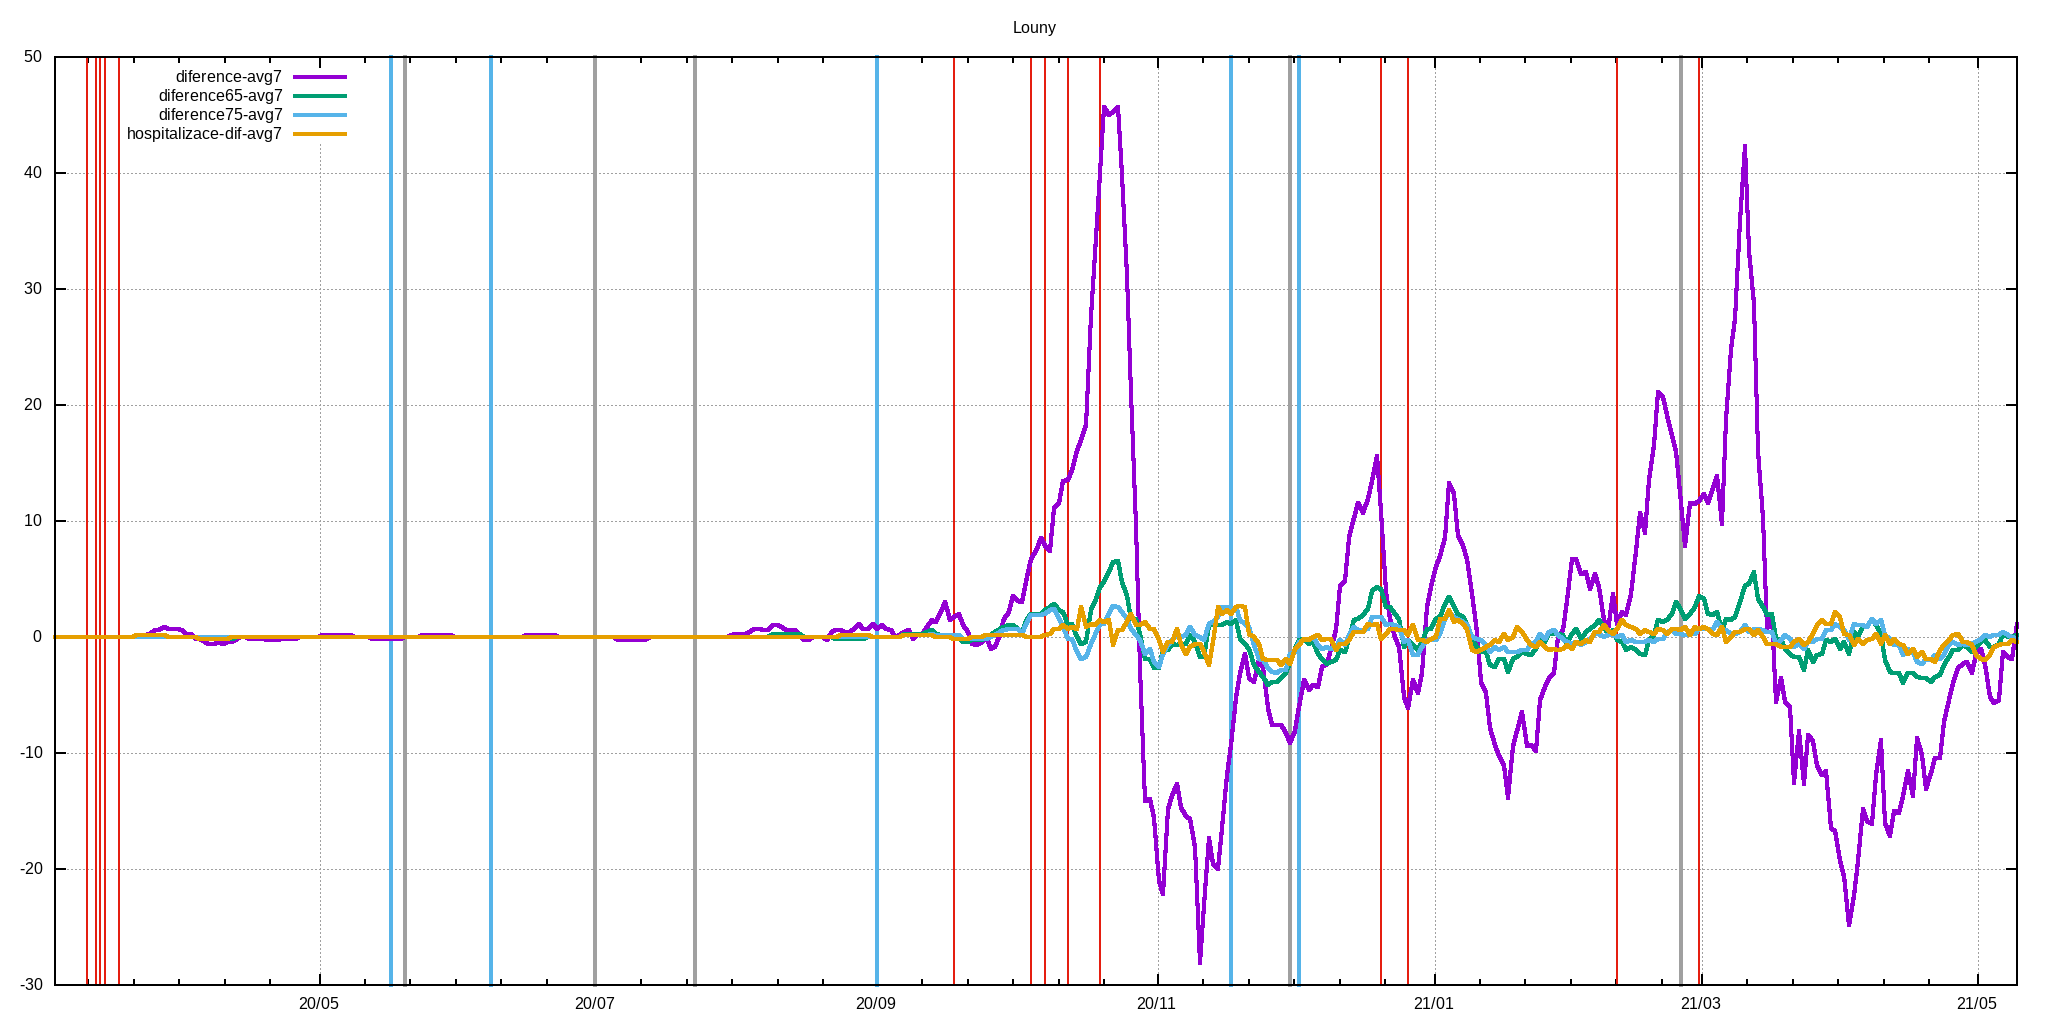 Louny
50
40
30
20
10
0
-10
-20
-30
diference-avg7
diference65-avg7
diference75-avg7
hospitalizace-dif-avg7
20/05 20/07 20/09 20/11 21/01 21/03 21/05